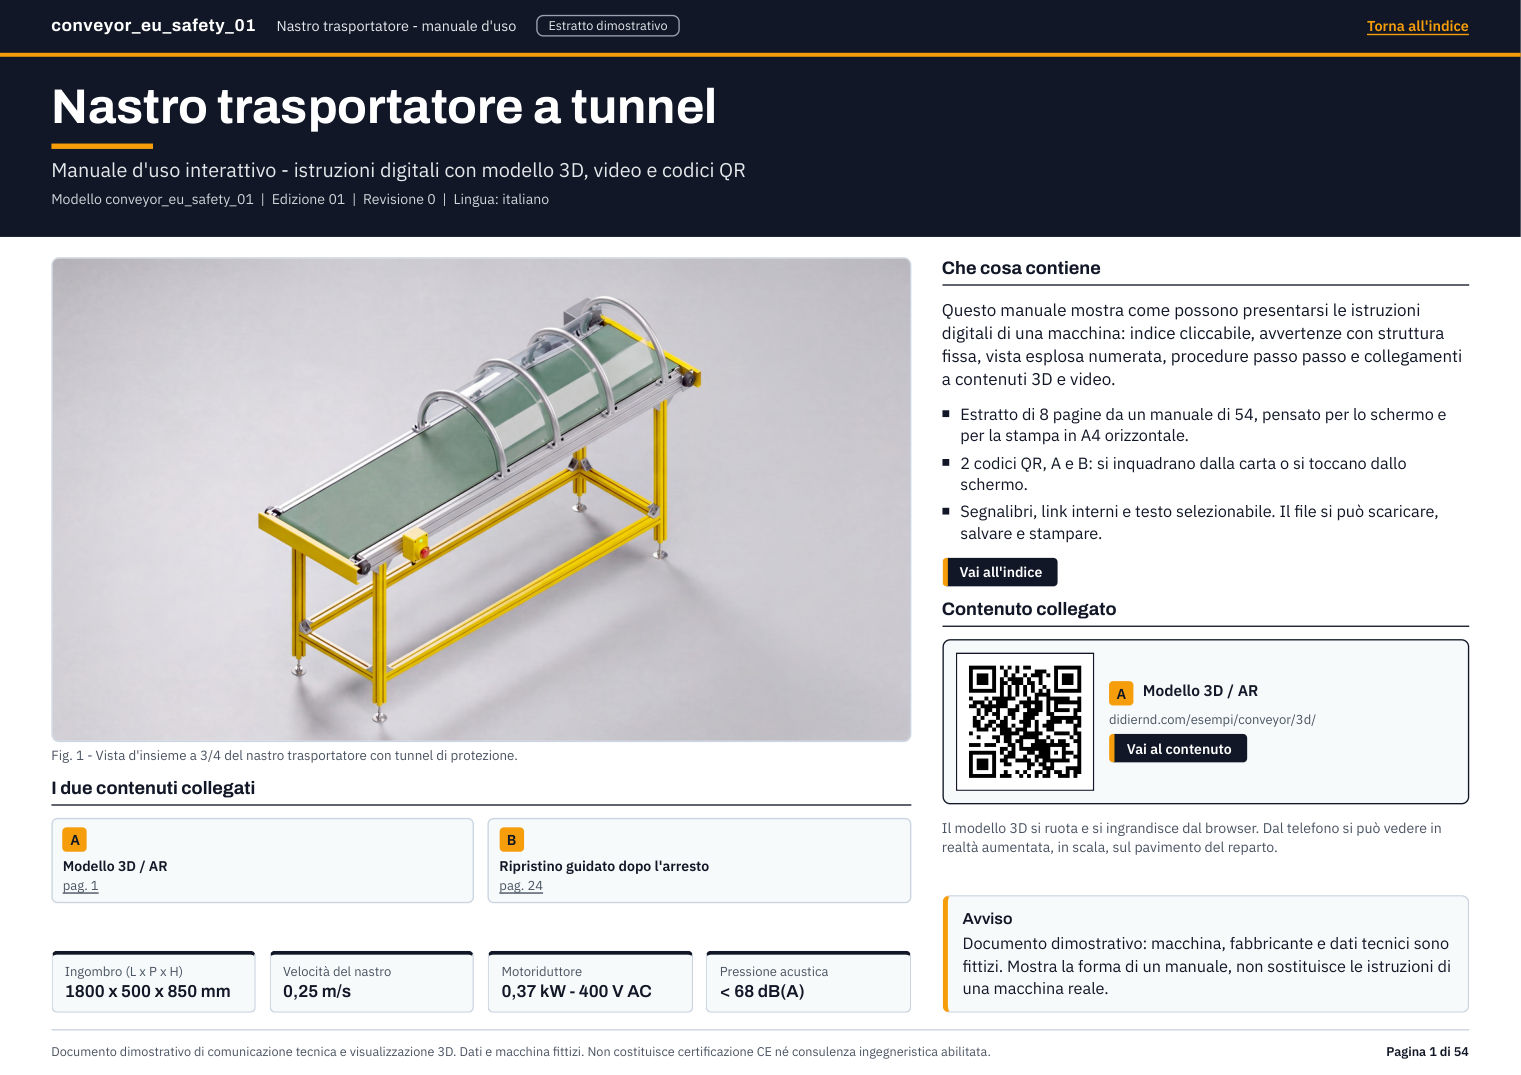 conveyor_eu_safety_01 Nastro trasportatore - manuale d'uso Estratto dimostrativo Torna all'indice
Nastro trasportatore a tunnel
Manuale d'uso interattivo - istruzioni digitali con modello 3D, video e codici QR
Modello conveyor_eu_safety_01 | Edizione 01 | Revisione 0 | Lingua: italiano
Fig. 1 - Vista d'insieme a 3/4 del nastro trasportatore con tunnel di protezione.
I due contenuti collegati
A
Modello 3D / AR
pag. 1
B
Ripristino guidato dopo l'arresto
pag. 24
Ingombro (L x P x H)
1800 x 500 x 850 mm
Velocità del nastro
0,25 m/s
Motoriduttore
0,37 kW - 400 V AC
Pressione acustica
< 68 dB(A)
Che cosa contiene
Questo manuale mostra come possono presentarsi le istruzioni
digitali di una macchina: indice cliccabile, avvertenze con struttura
fissa, vista esplosa numerata, procedure passo passo e collegamenti
a contenuti 3D e video.
Estratto di 8 pagine da un manuale di 54, pensato per lo schermo e
per la stampa in A4 orizzontale.
2 codici QR, A e B: si inquadrano dalla carta o si toccano dallo
schermo.
Segnalibri, link interni e testo selezionabile. Il file si può scaricare,
salvare e stampare.
Vai all'indice
Contenuto collegato
A Modello 3D / AR
didiernd.com/esempi/conveyor/3d/
Vai al contenuto
Il modello 3D si ruota e si ingrandisce dal browser. Dal telefono si può vedere in
realtà aumentata, in scala, sul pavimento del reparto.
Avviso
Documento dimostrativo: macchina, fabbricante e dati tecnici sono
fittizi. Mostra la forma di un manuale, non sostituisce le istruzioni di
una macchina reale.
Documento dimostrativo di comunicazione tecnica e visualizzazione 3D. Dati e macchina fittizi. Non costituisce certificazione CE né consulenza ingegneristica abilitata. Pagina 1 di 54